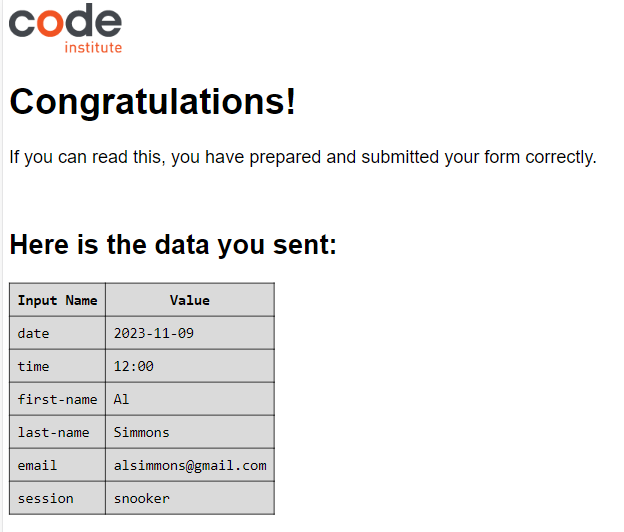 code
institute
Congratulations!
If you can read this, you have prepared and submitted your form correctly.
Here is the data you sent:
Input Name Value
date 2023-11-09
time 12:00
first-name Al
last-name Simmons
email alsimmons@gmail.com
session snooker